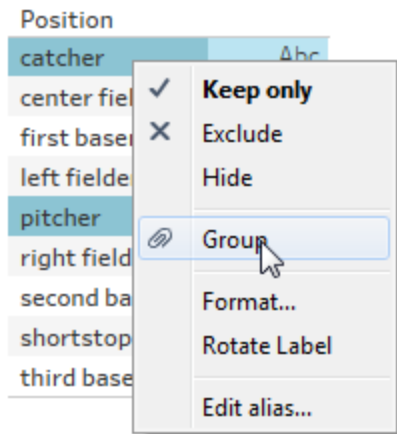 Position
catcher Abc
center fiel
Keep only
first baser
Exclude
left fielde
Hide
pitcher
Group
right field
second ba
Format...
shortstop
Rotate Label
third base
Edit alias...